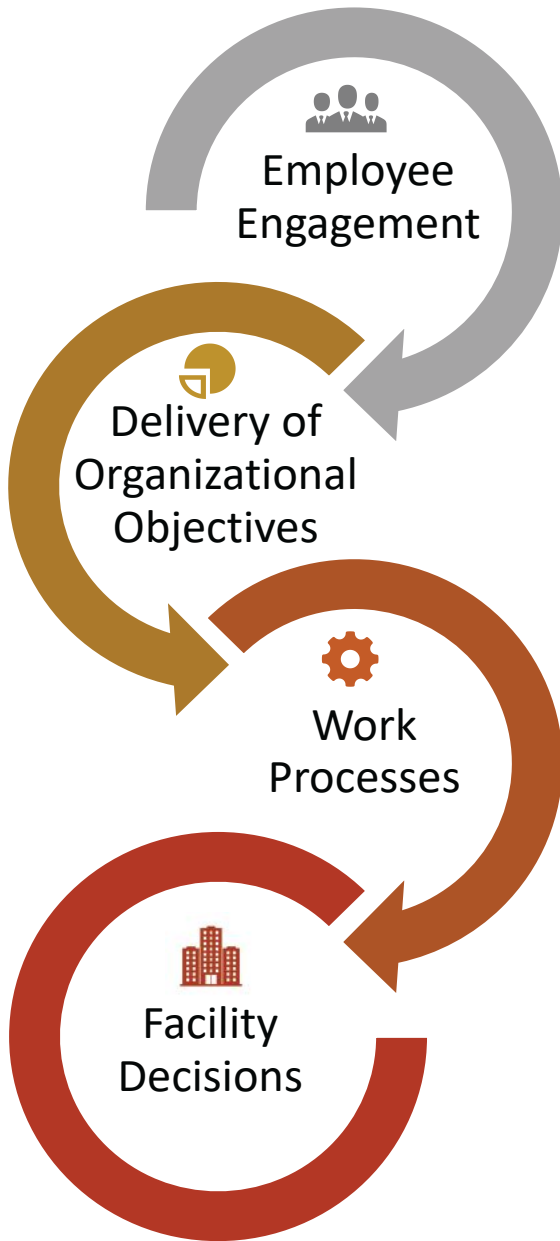 Employee
Engagement
Delivery of
Organizational
Objectives
Work
Processes
Facility
Decisions